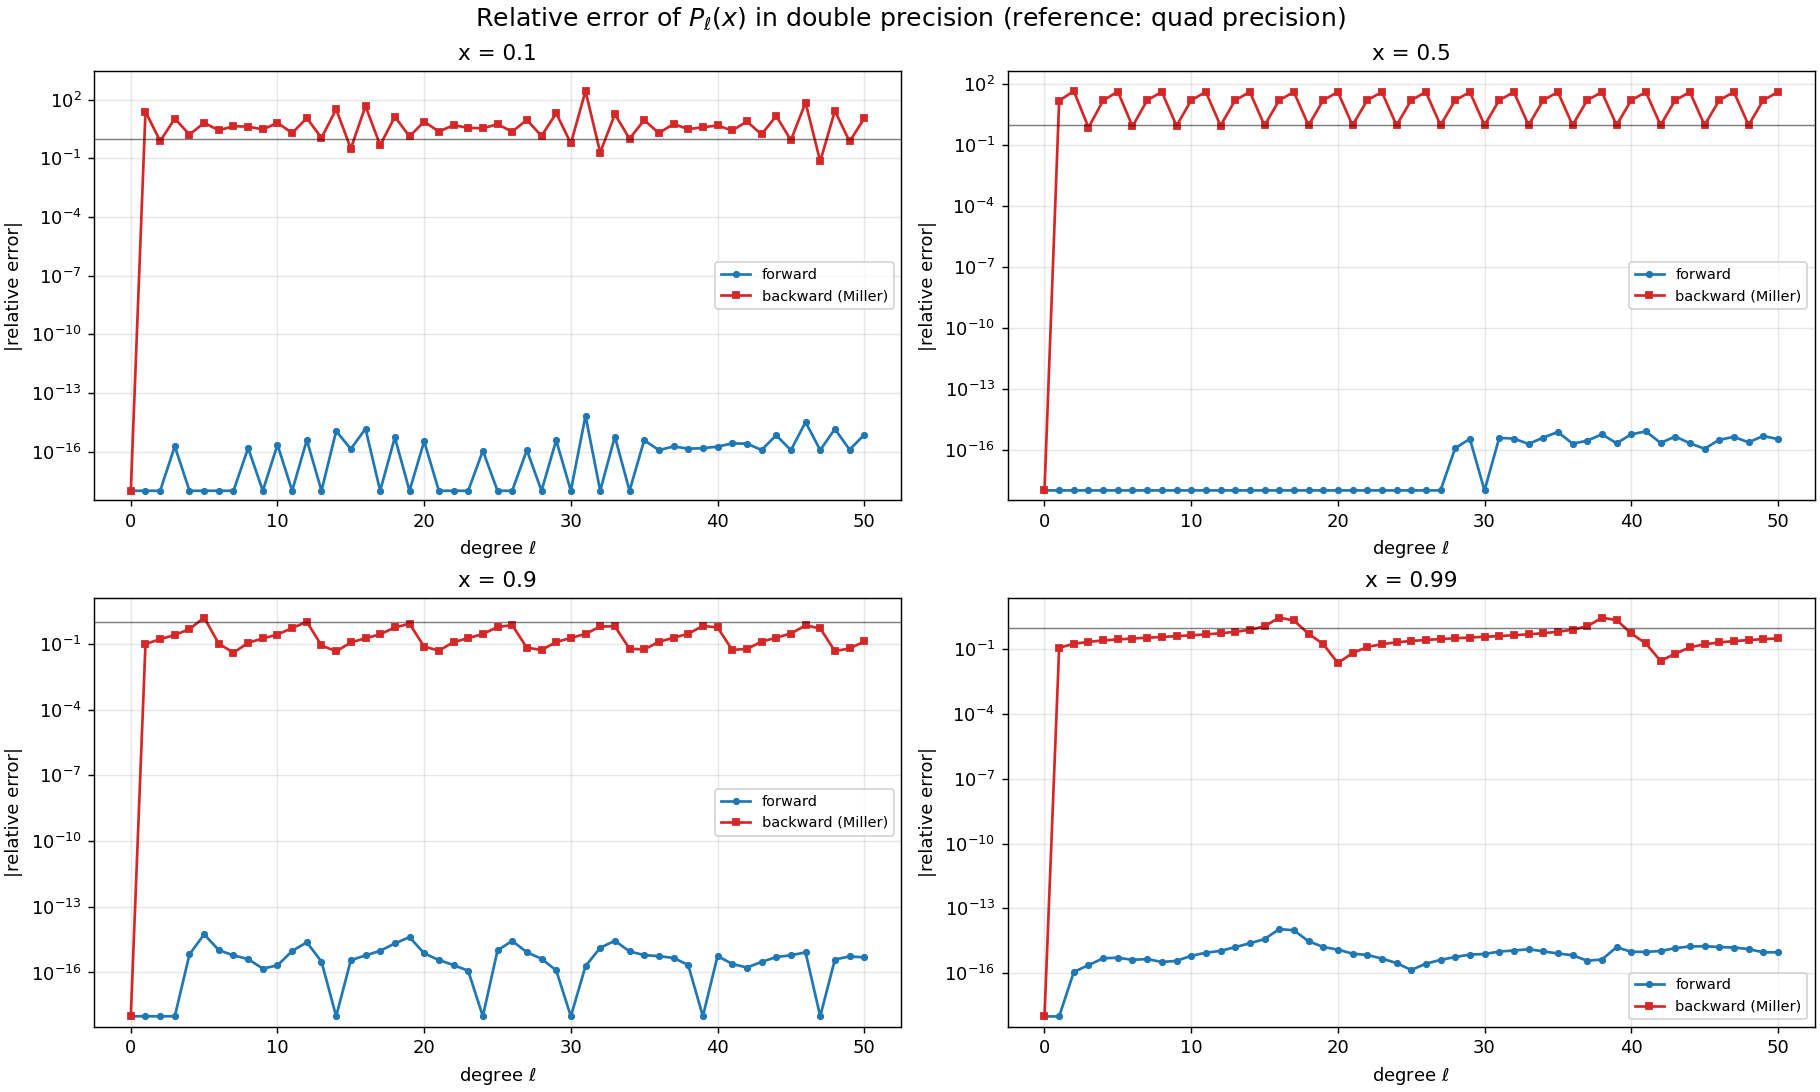 Relative error of $P_\ell(x)$ in double precision (reference: quad precision)
x = 0.1
10²
10⁻¹
10⁻⁴
10⁻⁷
10⁻¹⁰
10⁻¹³
10⁻¹⁶
|relative error|
forward
backward (Miller)
0 10 20 30 40 50
degree ℓ
x = 0.5
10²
10⁻¹
10⁻⁴
10⁻⁷
10⁻¹⁰
10⁻¹³
10⁻¹⁶
|relative error|
forward
backward (Miller)
0 10 20 30 40 50
degree ℓ
x = 0.9
10⁻¹
10⁻⁴
10⁻⁷
10⁻¹⁰
10⁻¹³
10⁻¹⁶
|relative error|
forward
backward (Miller)
0 10 20 30 40 50
degree ℓ
x = 0.99
10⁻¹
10⁻⁴
10⁻⁷
10⁻¹⁰
10⁻¹³
10⁻¹⁶
|relative error|
forward
backward (Miller)
0 10 20 30 40 50
degree ℓ